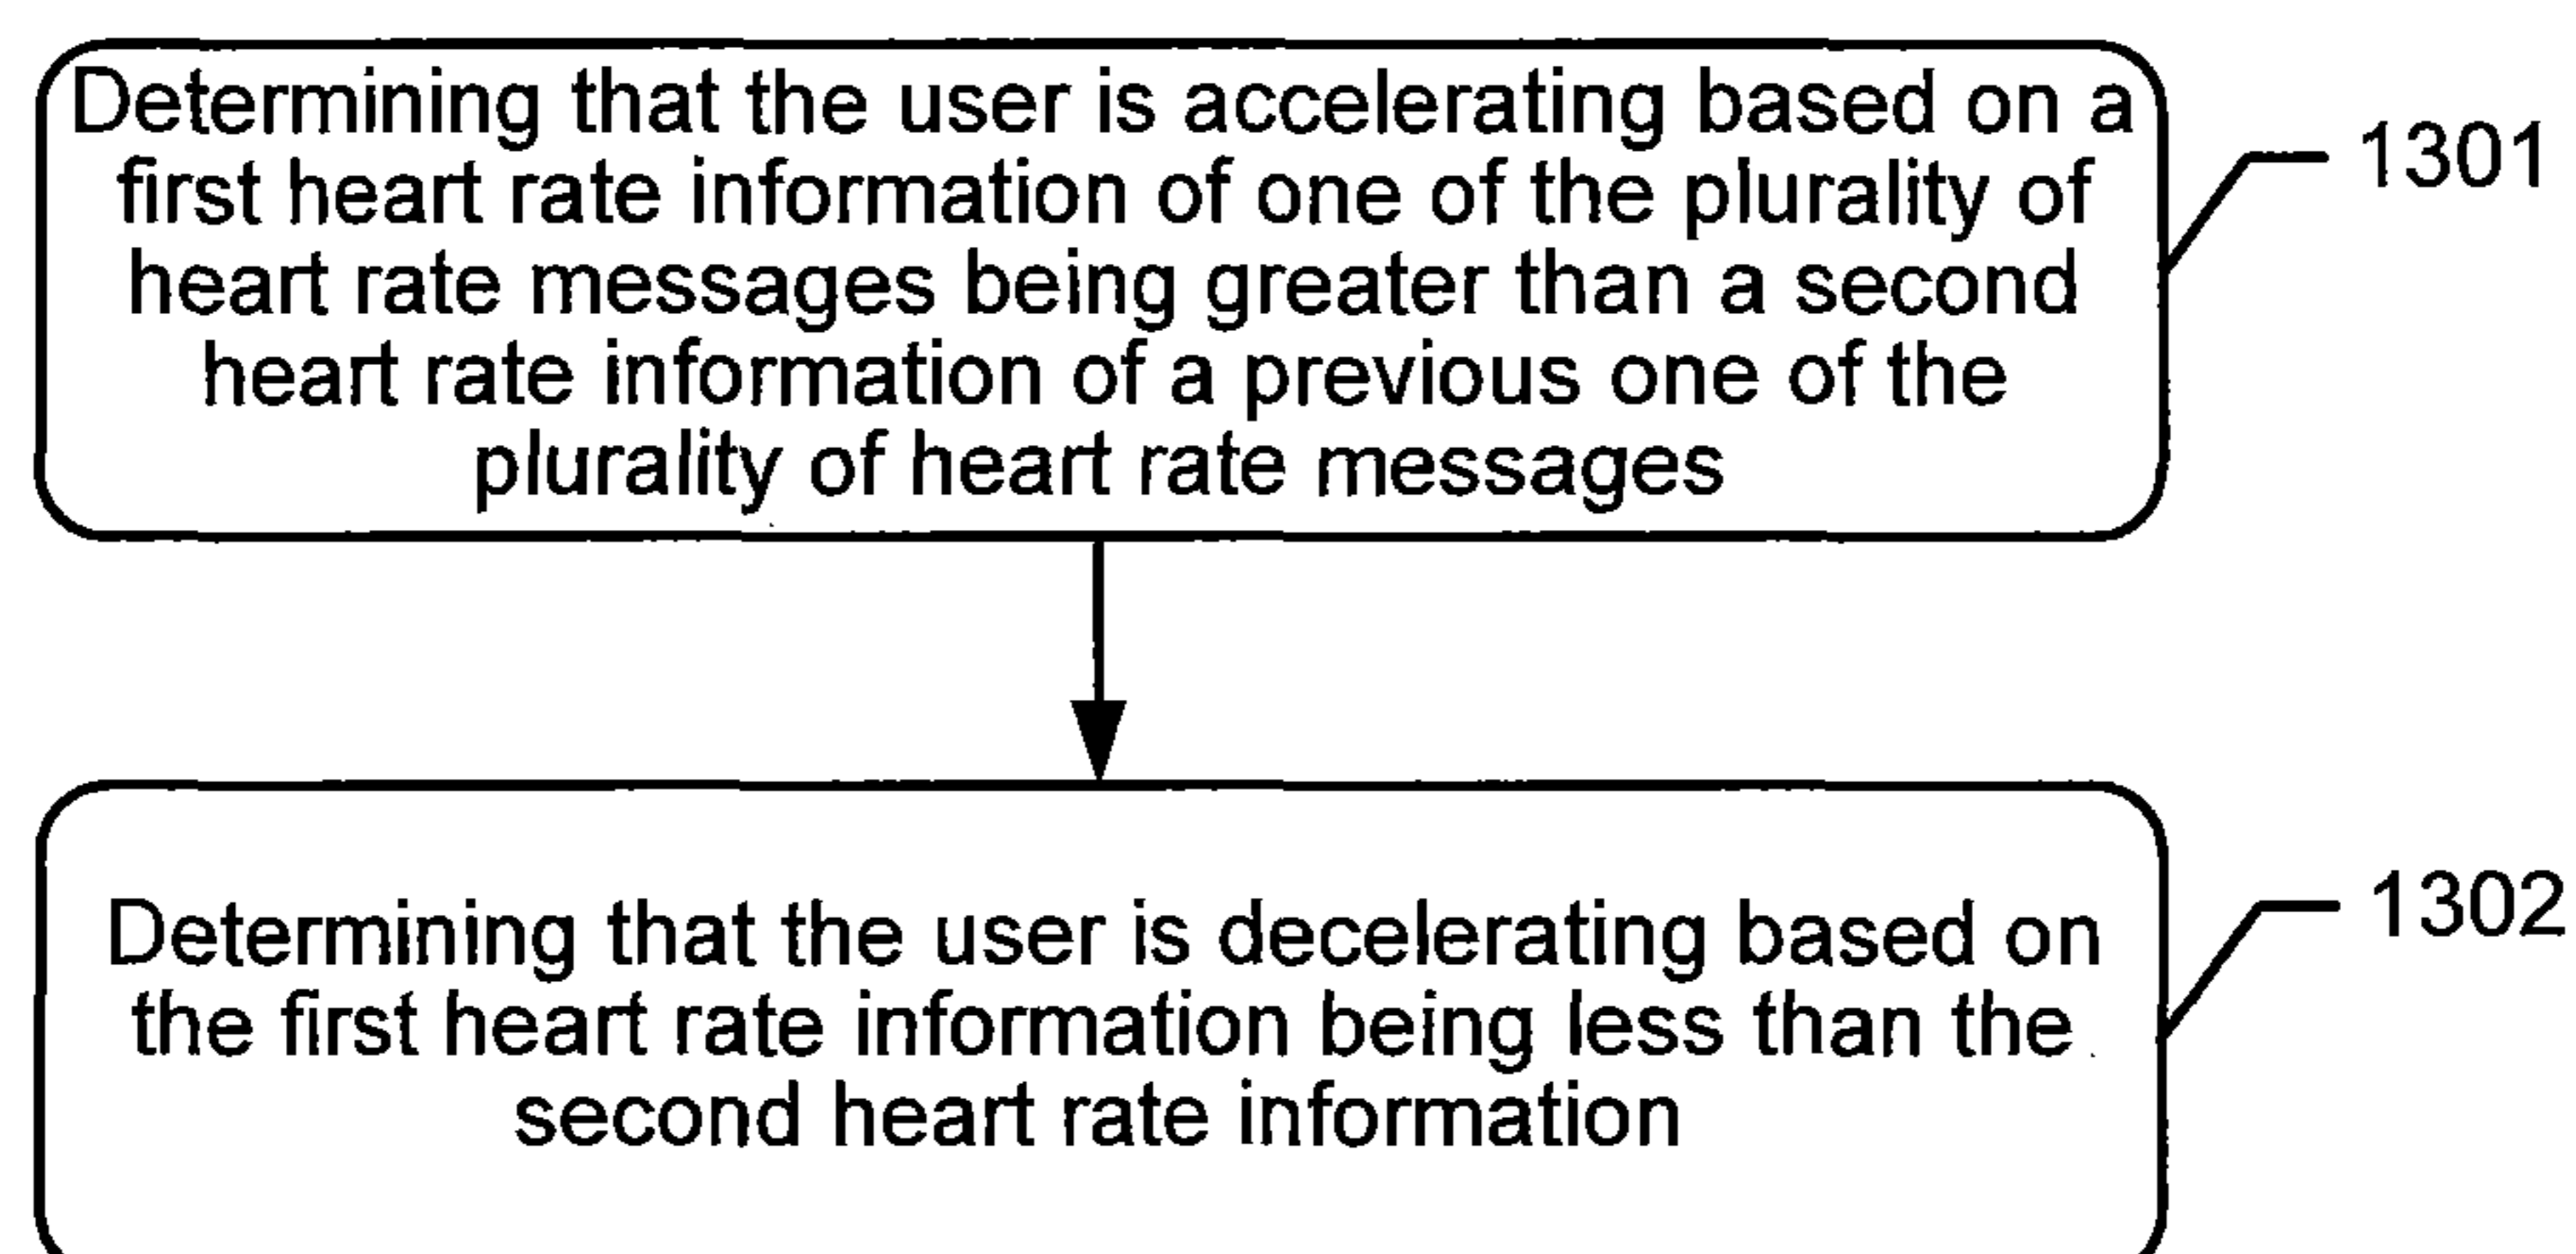 Determining that the user is accelerating based on a
first heart rate information of one of the plurality of
heart rate messages being greater than a second
heart rate information of a previous one of the
plurality of heart rate messages
1301
Determining that the user is decelerating based on
the first heart rate information being less than the
second heart rate information
1302